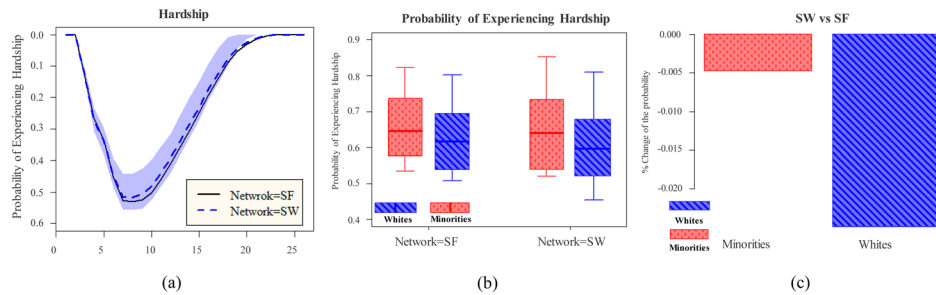 Hardship
Probability of Experiencing Hardship
0.0
0.1
0.2
0.3
0.4
0.5
0.6
0
5
10
15
20
25
Netwrok=SF
Network=SW
(a)
Probability of Experiencing Hardship
Probability of Experiencing Hardship
0.9
0.8
0.7
0.6
0.5
0.4
Whites
Minorities
Network=SF
Network=SW
(b)
SW vs SF
% Change of the probability
0.000
-0.005
-0.010
-0.015
-0.020
Whites
Minorities
Minorities
Whites
(c)